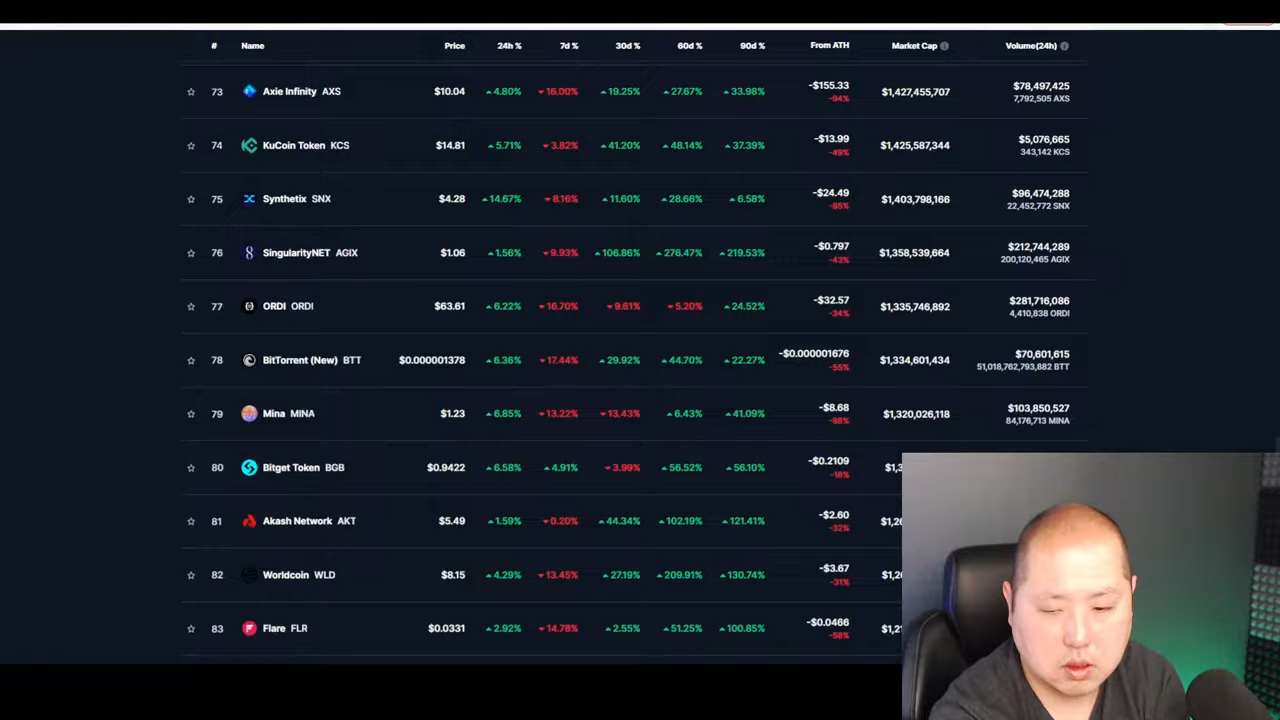 # Name Price 24h % 7d % 30d % 60d % 90d % From ATH Market Cap Volume(24h)
73 Axie Infinity AXS $10.04 4.80% 16.00% 19.25% 27.67% 33.98% -$155.33 $1,427,455,707 $78,497,425
-94% 7,792,505 AXS
74 KuCoin Token KCS $14.81 5.71% 3.82% 41.20% 48.14% 37.39% -$13.99 $1,425,587,344 $5,076,665
-49% 343,142 KCS
75 Synthetix SNX $4.28 14.67% 8.16% 11.60% 28.66% 6.58% -$24.49 $1,403,798,166 $96,474,288
-85% 22,452,772 SNX
76 SingularityNET AGIX $1.06 1.56% 9.93% 106.86% 276.47% 219.53% -$0.797 $1,358,539,664 $212,744,289
-43% 200,120,465 AGIX
77 ORDI ORDI $63.61 6.22% 16.70% 9.61% 5.20% 24.52% -$32.57 $1,335,746,892 $281,716,086
-34% 4,410,838 ORDI
78 BitTorrent (New) BTT $0.000001378 6.36% 17.44% 29.92% 44.70% 22.27% -$0.000001676 $1,334,601,434 $70,601,615
-55% 51,018,762,793,882 BTT
79 Mina MINA $1.23 6.85% 13.22% 13.43% 6.43% 41.09% -$8.68 $1,320,026,118 $103,850,527
-88% 84,176,713 MINA
80 Bitget Token BGB $0.9422 6.58% 4.91% 3.99% 56.52% 56.10% -$0.2109
-18%
81 Akash Network AKT $5.49 1.59% 0.20% 44.34% 102.19% 121.41% -$2.60
-32%
82 Worldcoin WLD $8.15 4.29% 13.45% 27.19% 209.91% 130.74% -$3.67
-31%
83 Flare FLR $0.0331 2.92% 14.78% 2.55% 51.25% 100.85% -$0.0466
-58%